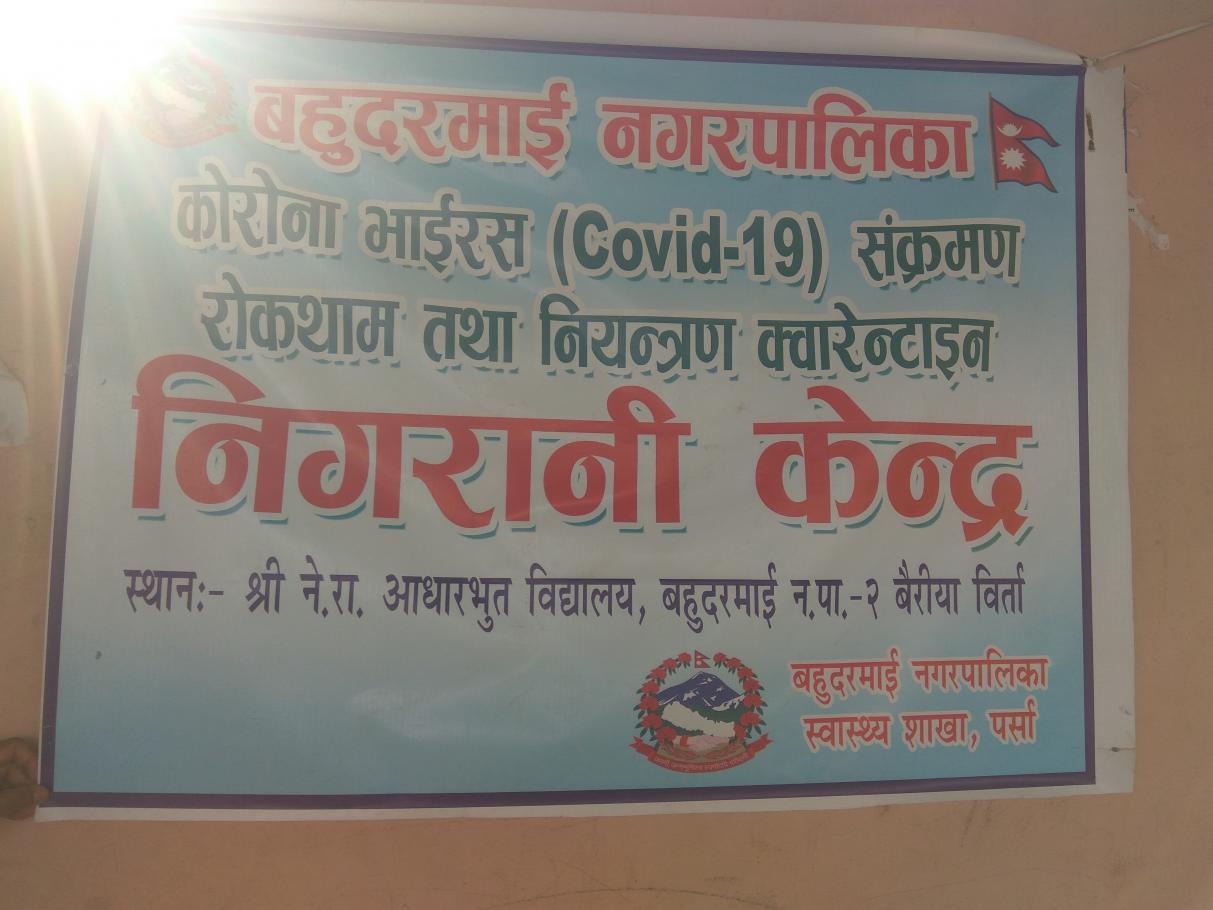 बहुदरमाई नगरपालिका
कोरोना भाईरस (Covid-19) संक्रमण
रोकथाम तथा नियन्त्रण क्वारेन्टाइन
निगरानी केन्द्र
स्थान:- श्री ने.रा. आधारभुत विद्यालय, बहुदरमाई न.पा.-२ बैरीया विर्ता
बहुदरमाई नगरपालिका
स्वास्थ्य शाखा, पर्सा